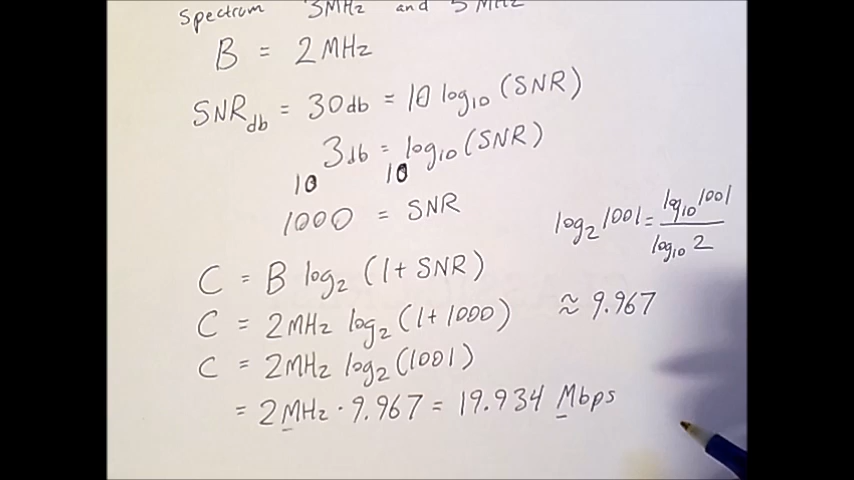 Spectrum 3MHz and 5MHz
B = 2MHz
SNRdb = 30db = 10 log10 (SNR)
3db = log10 (SNR)
10 10
1000 = SNR
log2 1001 = log10 1001
log10 2
C = B log2 (1+ SNR)
≈ 9.967
C = 2MHz log2 (1+1000)
C = 2MHz log2 (1001)
= 2MHz · 9.967 = 19.934 Mbps